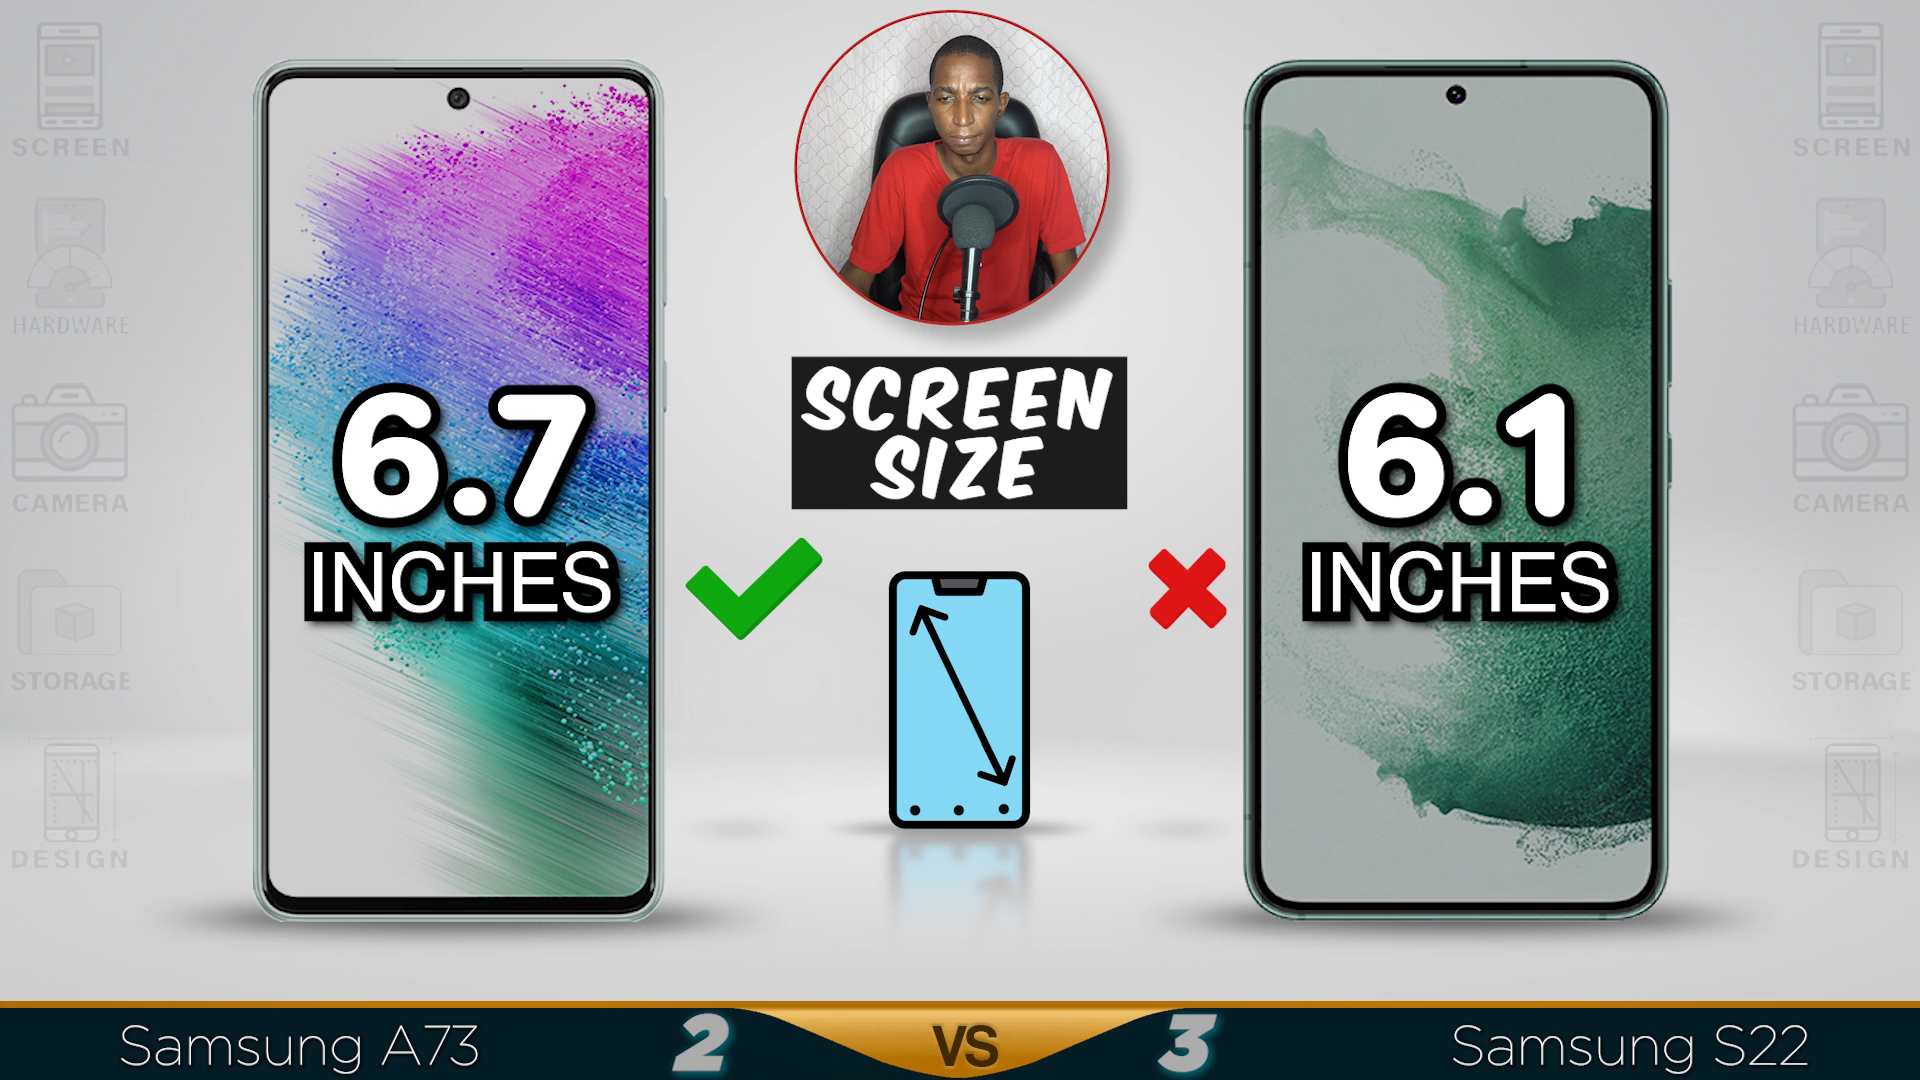 SCREEN
HARDWARE
CAMERA
STORAGE
DESIGN
6.7
INCHES
SCREEN
SIZE
6.1
INCHES
SCREEN
HARDWARE
CAMERA
STORAGE
DESIGN
Samsung A73
2
VS
3
Samsung S22